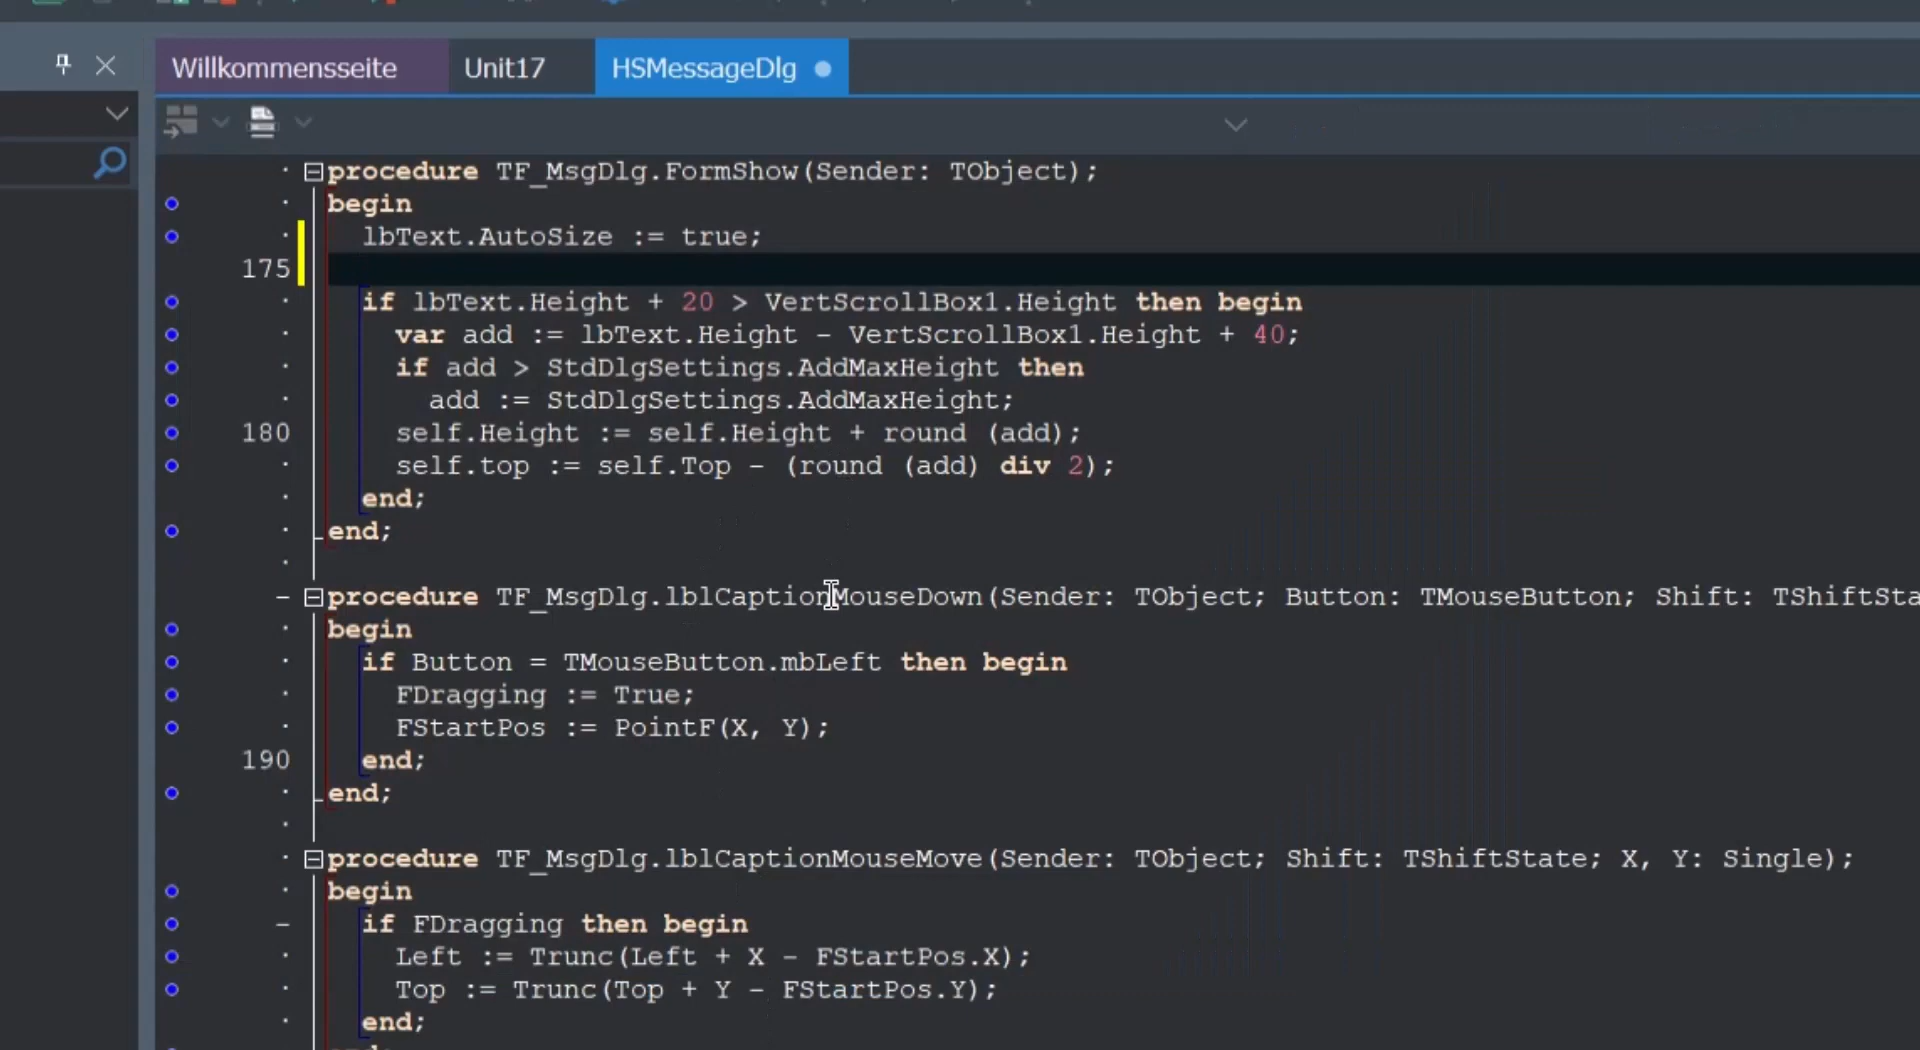 Willkommensseite Unit17 HSMessageDlg
procedure TF_MsgDlg.FormShow(Sender: TObject);
begin
lbText.AutoSize := true;
175
if lbText.Height + 20 > VertScrollBox1.Height then begin
var add := lbText.Height - VertScrollBox1.Height + 40;
if add > StdDlgSettings.AddMaxHeight then
add := StdDlgSettings.AddMaxHeight;
180 self.Height := self.Height + round (add);
self.top := self.Top - (round (add) div 2);
end;
end;
procedure TF_MsgDlg.lblCaptionMouseDown(Sender: TObject; Button: TMouseButton; Shift: TShiftSta
begin
if Button = TMouseButton.mbLeft then begin
FDragging := True;
FStartPos := PointF(X, Y);
190 end;
end;
procedure TF_MsgDlg.lblCaptionMouseMove(Sender: TObject; Shift: TShiftState; X, Y: Single);
begin
if FDragging then begin
Left := Trunc(Left + X - FStartPos.X);
Top := Trunc(Top + Y - FStartPos.Y);
end;